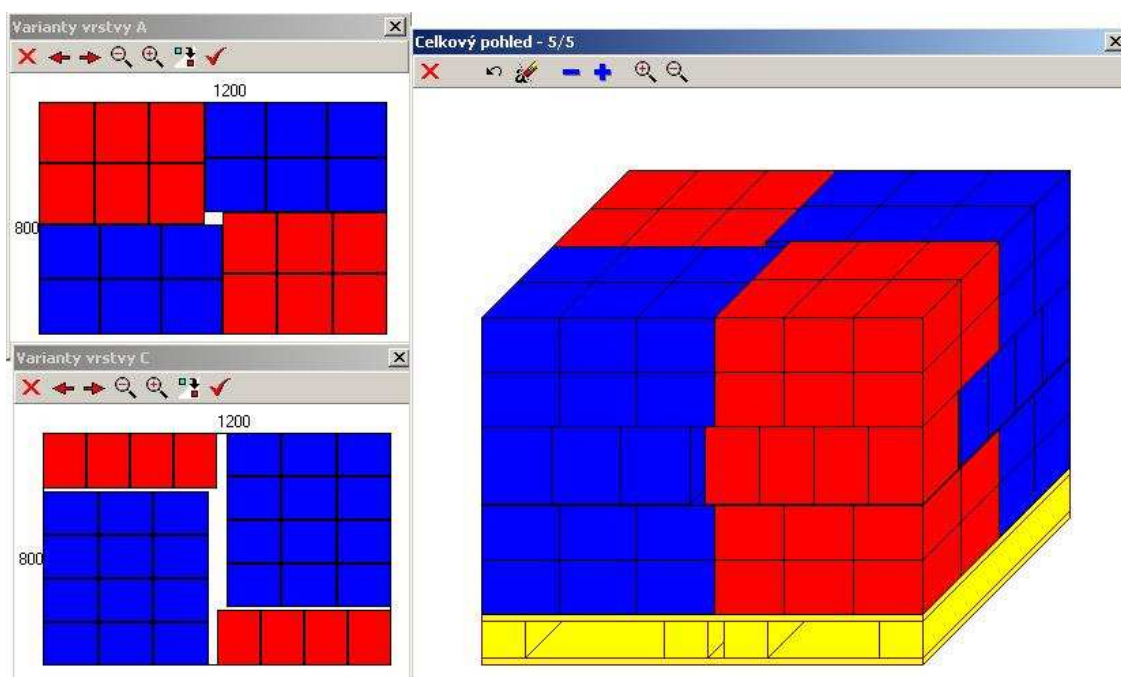 Varianty vrstvy A
1200
800
Varianty vrstvy C
1200
800
Celkový pohled - 5/5